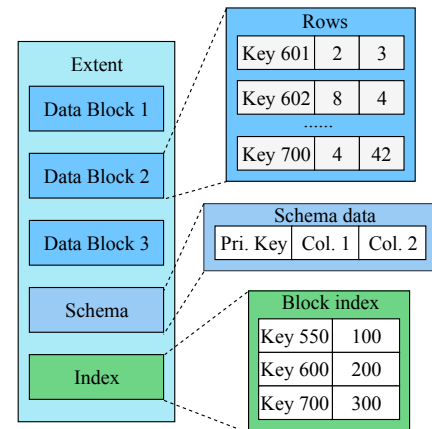 Extent
Data Block 1
Data Block 2
Data Block 3
Schema
Index
Rows
Key 601 2 3
Key 602 8 4
......
Key 700 4 42
Schema data
Pri. Key Col. 1 Col. 2
Block index
Key 550 100
Key 600 200
Key 700 300